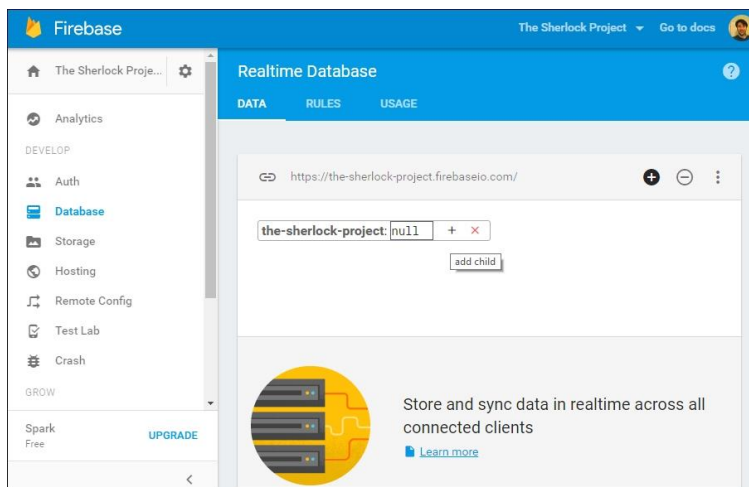 Firebase
The Sherlock Project Go to docs
The Sherlock Proje...
Analytics
DEVELOP
Auth
Database
Storage
Hosting
Remote Config
Test Lab
Crash
GROW
Spark
Free
UPGRADE
Realtime Database
DATA RULES USAGE
https://the-sherlock-project.firebaseio.com/
the-sherlock-project: null + ×
add child
Store and sync data in realtime across all
connected clients
Learn more